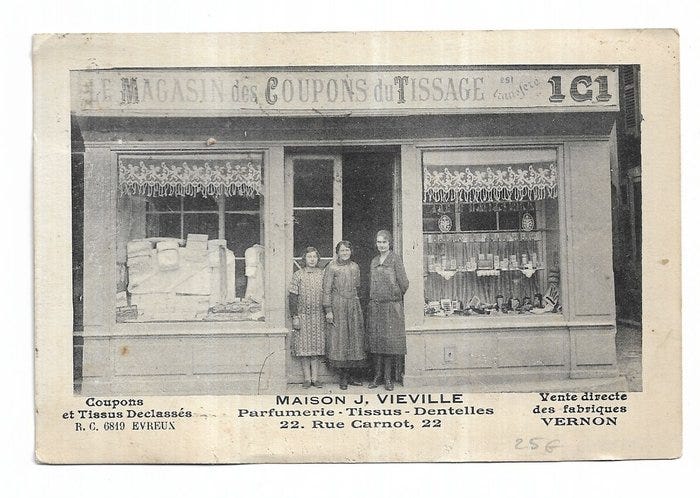 LE MAGASIN des COUPONS du TISSAGE est transféré ICI
Coupons
et Tissus Declassés
R. C. 6819 EVREUX
MAISON J. VIEVILLE
Parfumerie - Tissus - Dentelles
22. Rue Carnot, 22
Vente directe
des fabriques
VERNON
25€